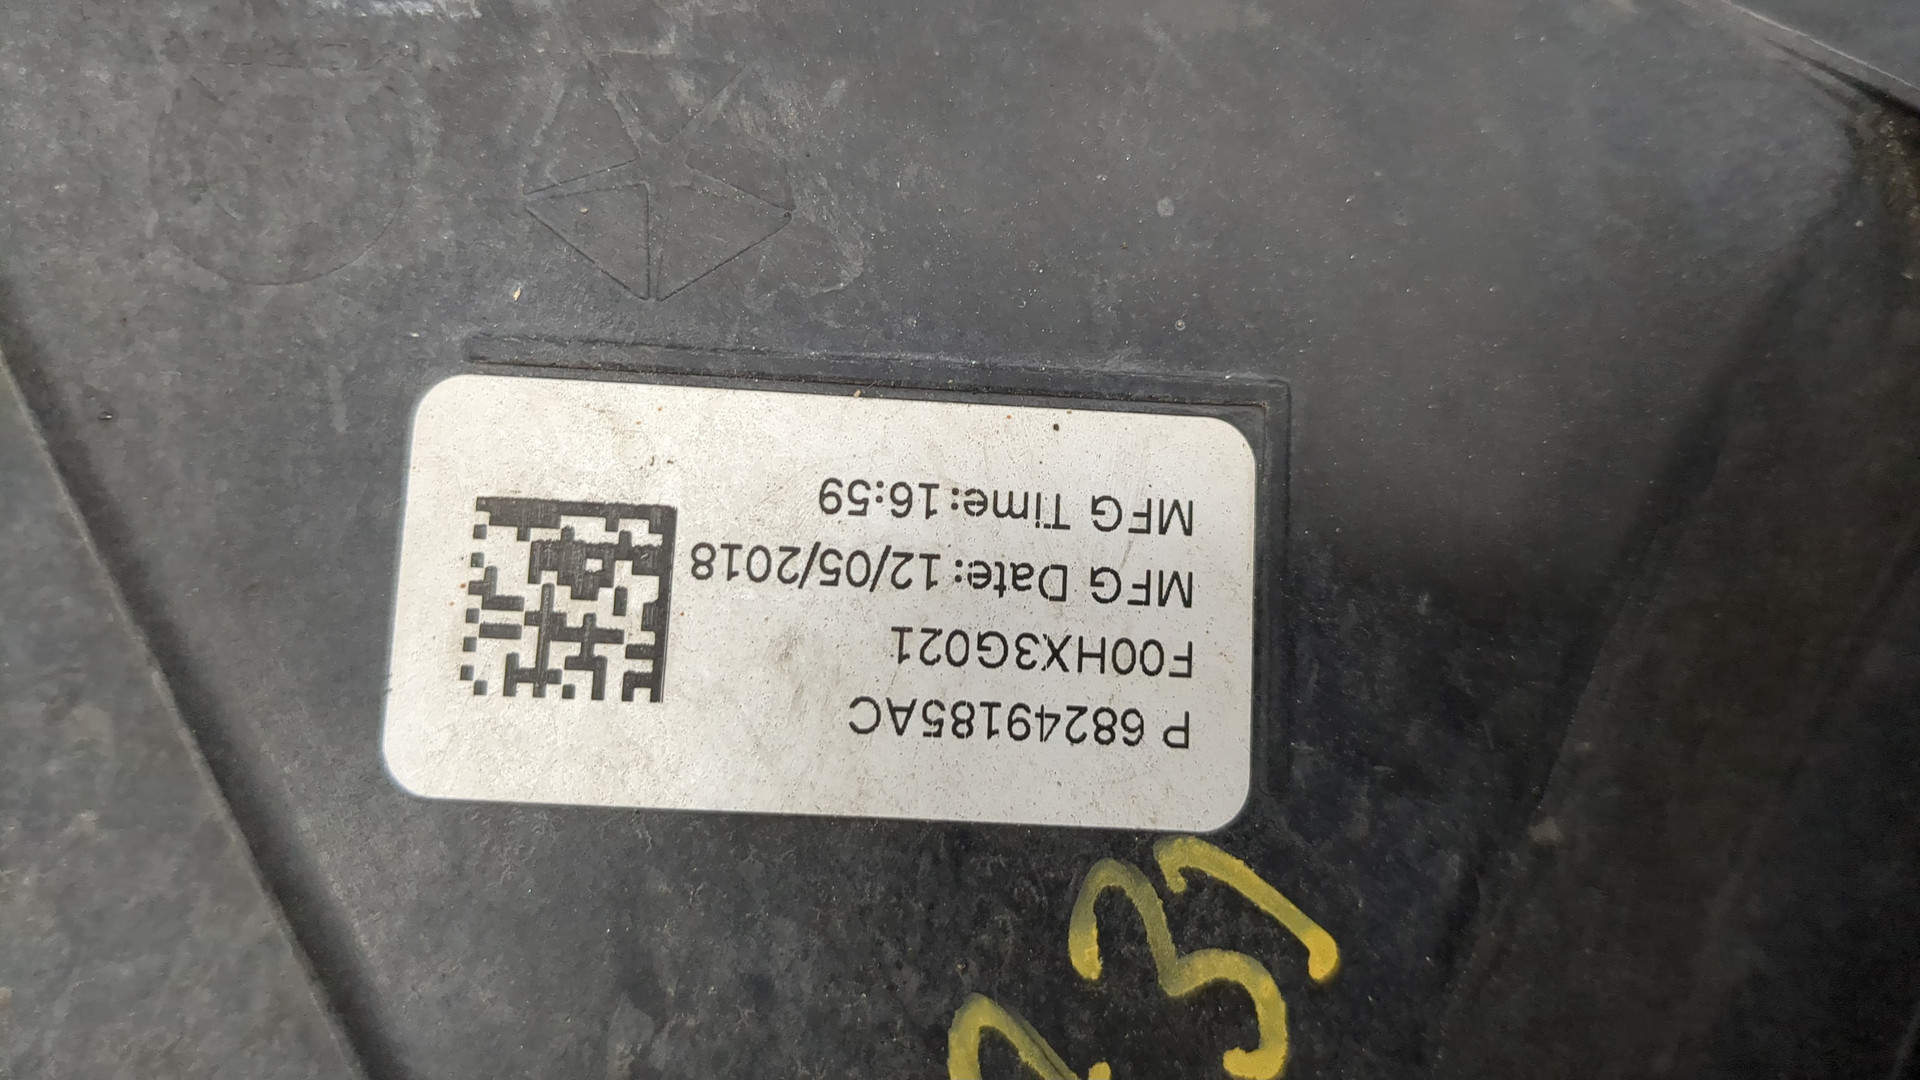 P 68249185AC
F00HX3G021
MFG Date: 12/05/2018
MFG Time: 16:59